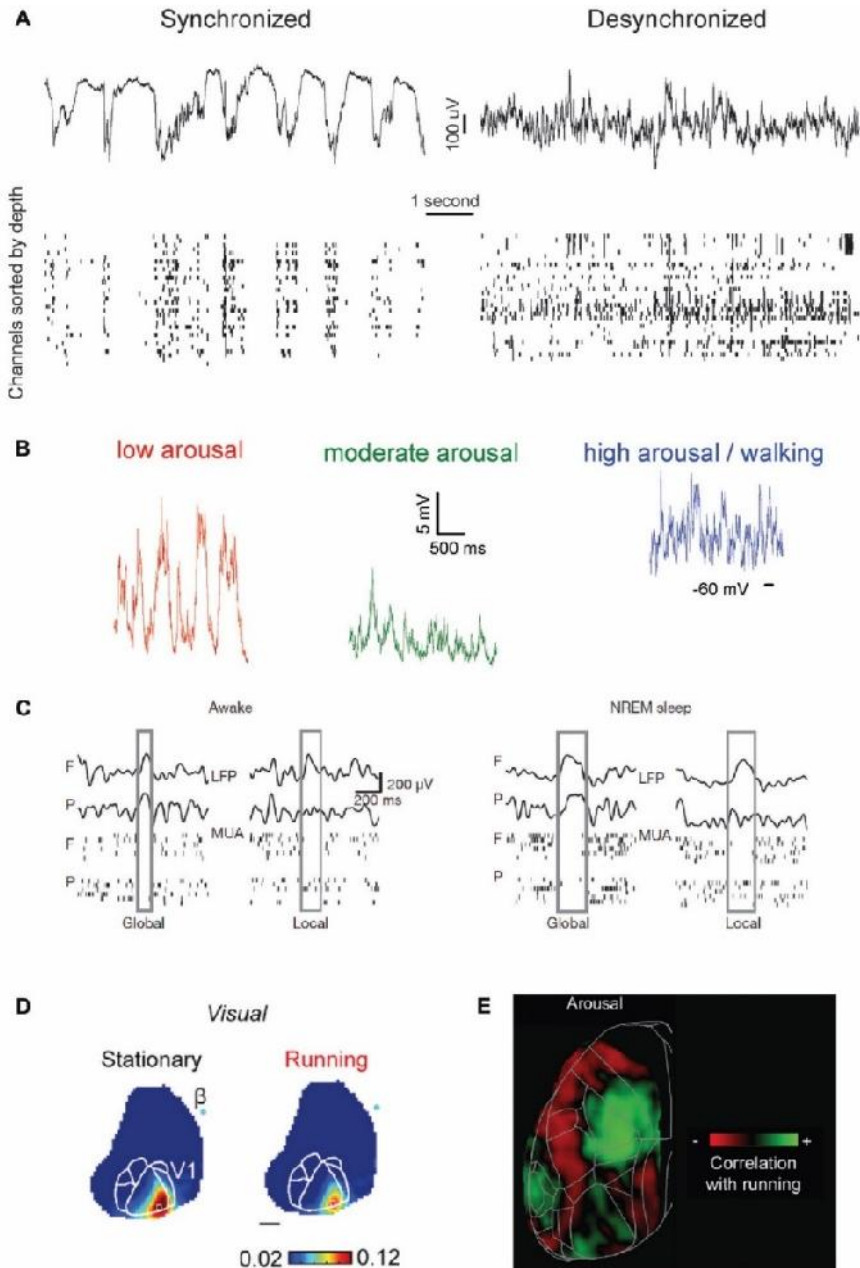 A
Synchronized
Desynchronized
100 uV
1 second
Channels sorted by depth
B
low arousal
moderate arousal
high arousal / walking
5 mV
500 ms
-60 mV
C
Awake
NREM sleep
F
LFP
P
200 µV
200 ms
MUA
F
P
Global
Local
F
LFP
P
MUA
F
P
Global
Local
D
Visual
Stationary
Running
β
V1
0.02
0.12
E
Arousal
- +
Correlation
with running